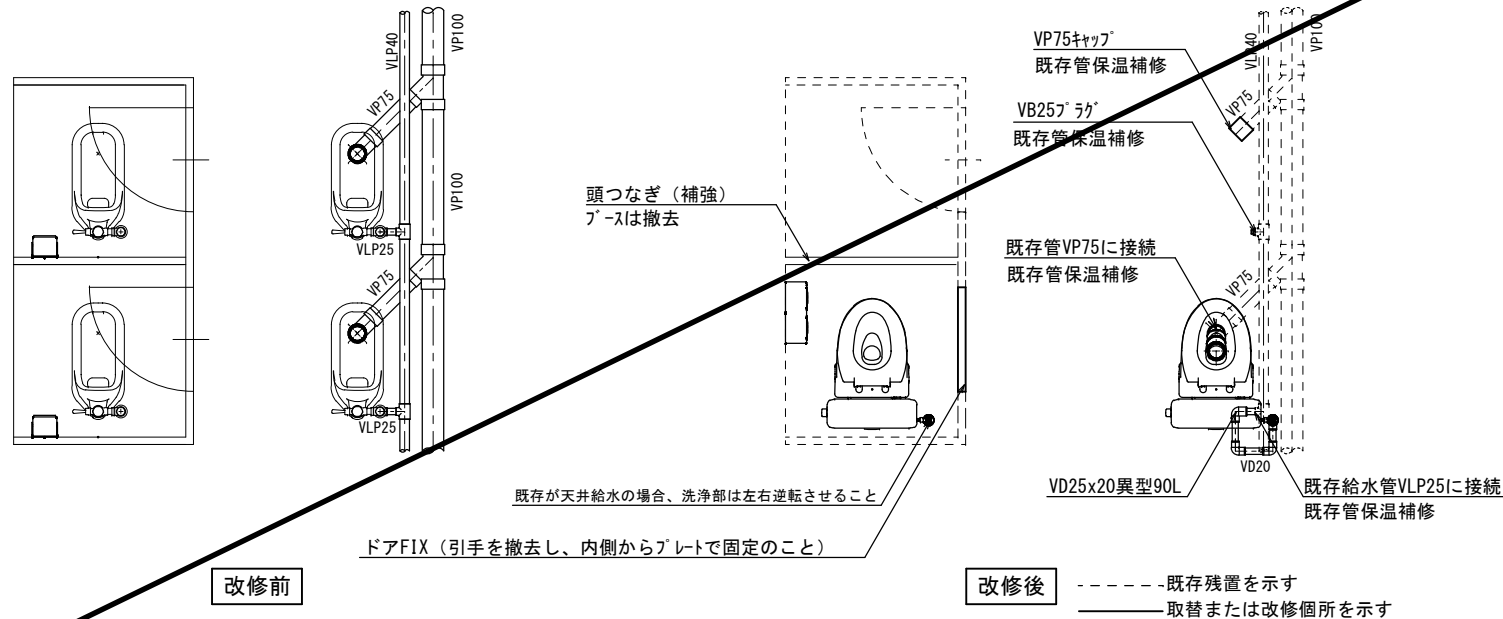 VLP40
VP100
VP75
VP100
VLP25
VP75
VLP25
改修前
頭つなぎ（補強）
ブースは撤去
既存が天井給水の場合、洗浄部は左右逆転させること
ドアFIX（引手を撤去し、内側からプレートで固定のこと）
VP75キャップ
既存管保温補修
VLP40
VP100
VP75
VB25プラグ
既存管保温補修
既存管VP75に接続
既存管保温補修
VP75
VD20
VD25x20異型90L
既存給水管VLP25に接続
既存管保温補修
改修後
既存残置を示す
取替または改修個所を示す